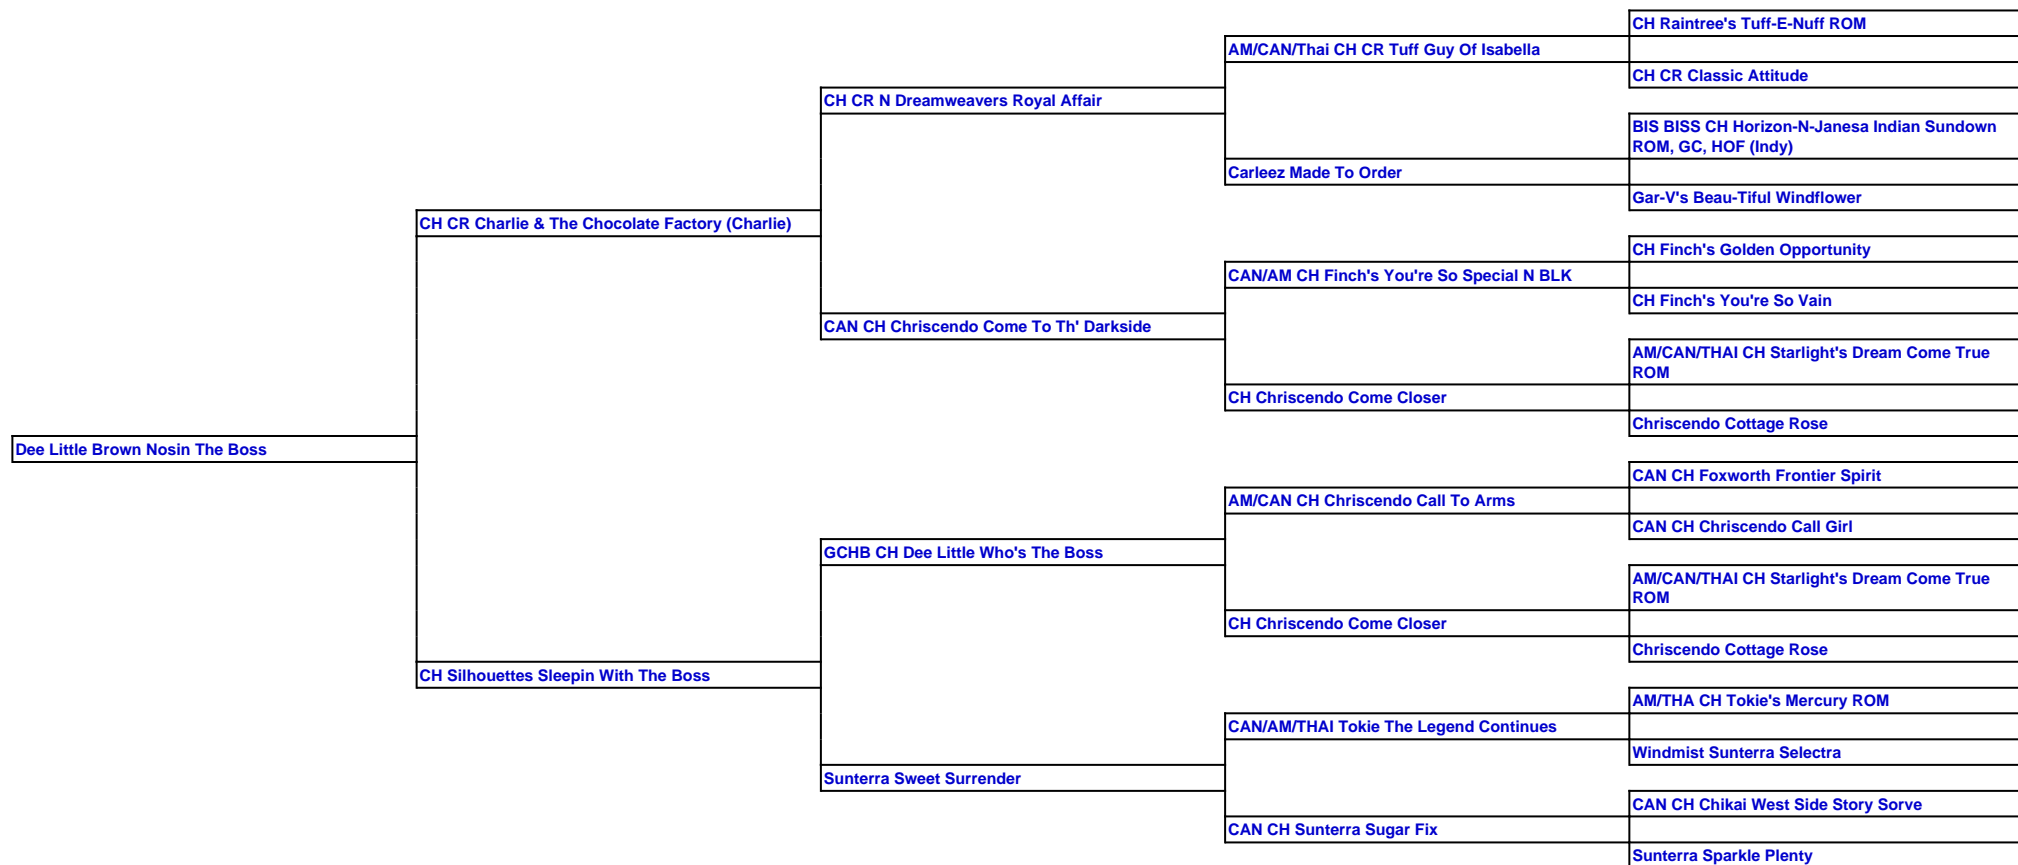 CH Raintree's Tuff-E-Nuff ROM
AM/CAN/Thai CH CR Tuff Guy Of Isabella
CH CR Classic Attitude
CH CR N Dreamweavers Royal Affair
BIS BISS CH Horizon-N-Janesa Indian Sundown
ROM, GC, HOF (Indy)
Carleez Made To Order
Gar-V's Beau-Tiful Windflower
CH CR Charlie & The Chocolate Factory (Charlie)
CH Finch's Golden Opportunity
CAN/AM CH Finch's You're So Special N BLK
CH Finch's You're So Vain
CAN CH Chriscendo Come To Th' Darkside
AM/CAN/THAI CH Starlight's Dream Come True
ROM
CH Chriscendo Come Closer
Chriscendo Cottage Rose
Dee Little Brown Nosin The Boss
CAN CH Foxworth Frontier Spirit
AM/CAN CH Chriscendo Call To Arms
CAN CH Chriscendo Call Girl
GCHB CH Dee Little Who's The Boss
AM/CAN/THAI CH Starlight's Dream Come True
ROM
CH Chriscendo Come Closer
Chriscendo Cottage Rose
CH Silhouettes Sleepin With The Boss
AM/THA CH Tokie's Mercury ROM
CAN/AM/THAI Tokie The Legend Continues
Windmist Sunterra Selectra
Sunterra Sweet Surrender
CAN CH Chikai West Side Story Sorve
CAN CH Sunterra Sugar Fix
Sunterra Sparkle Plenty